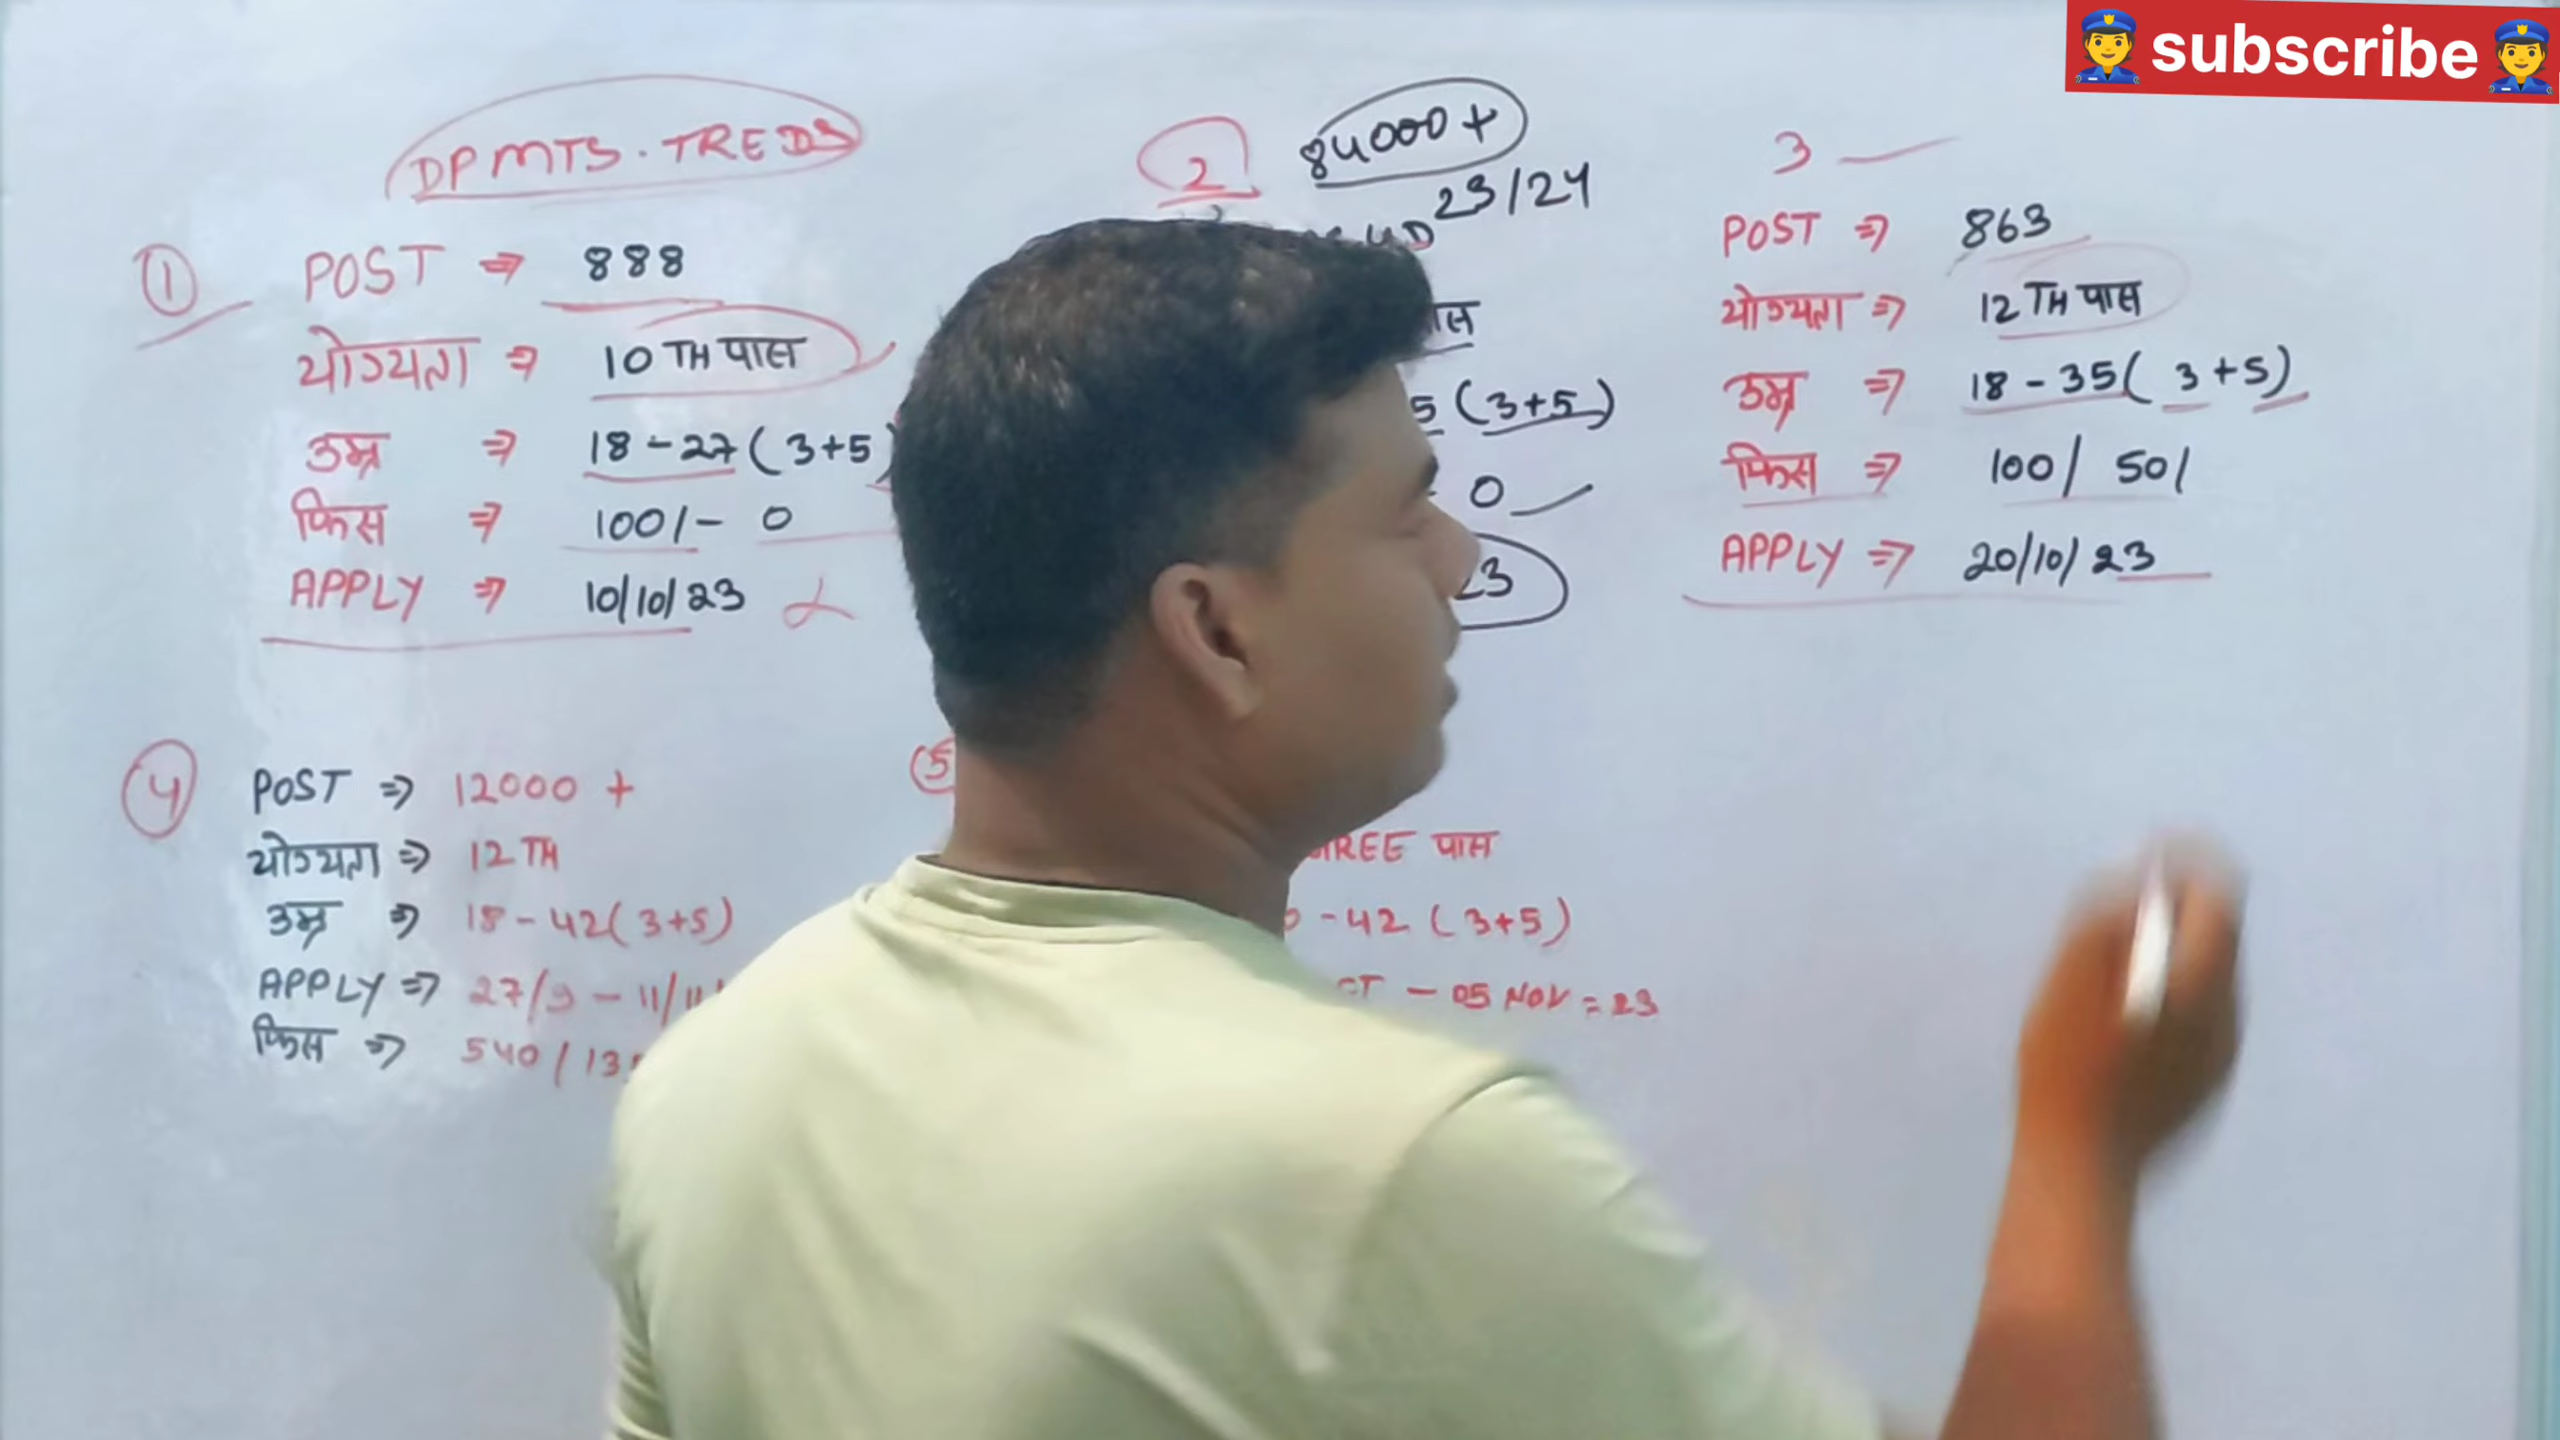 subscribe
DP MTS. TREDS
① POST ⇒ 888
योग्यता ⇒ 10 TH पास
उम्र ⇒ 18 - 27 ( 3+5
फिस ⇒ 100/- 0
APPLY ⇒ 10/10/23
2 84000 +
23/24
5 (3+5)
0
23
3
POST ⇒ 863
योग्यता ⇒ 12 TH पास
उम्र ⇒ 18 - 35 ( 3+5)
फिस ⇒ 100/ 50/
APPLY ⇒ 20/10/23
④ POST ⇒ 12000 +
योग्यता ⇒ 12 TH
उम्र ⇒ 18 - 42 ( 3+5)
APPLY ⇒ 27/9 - 11/11
फिस ⇒ 540 / 13
⑤
REE पास
- 42 ( 3+5)
CT - 05 NOV = 23